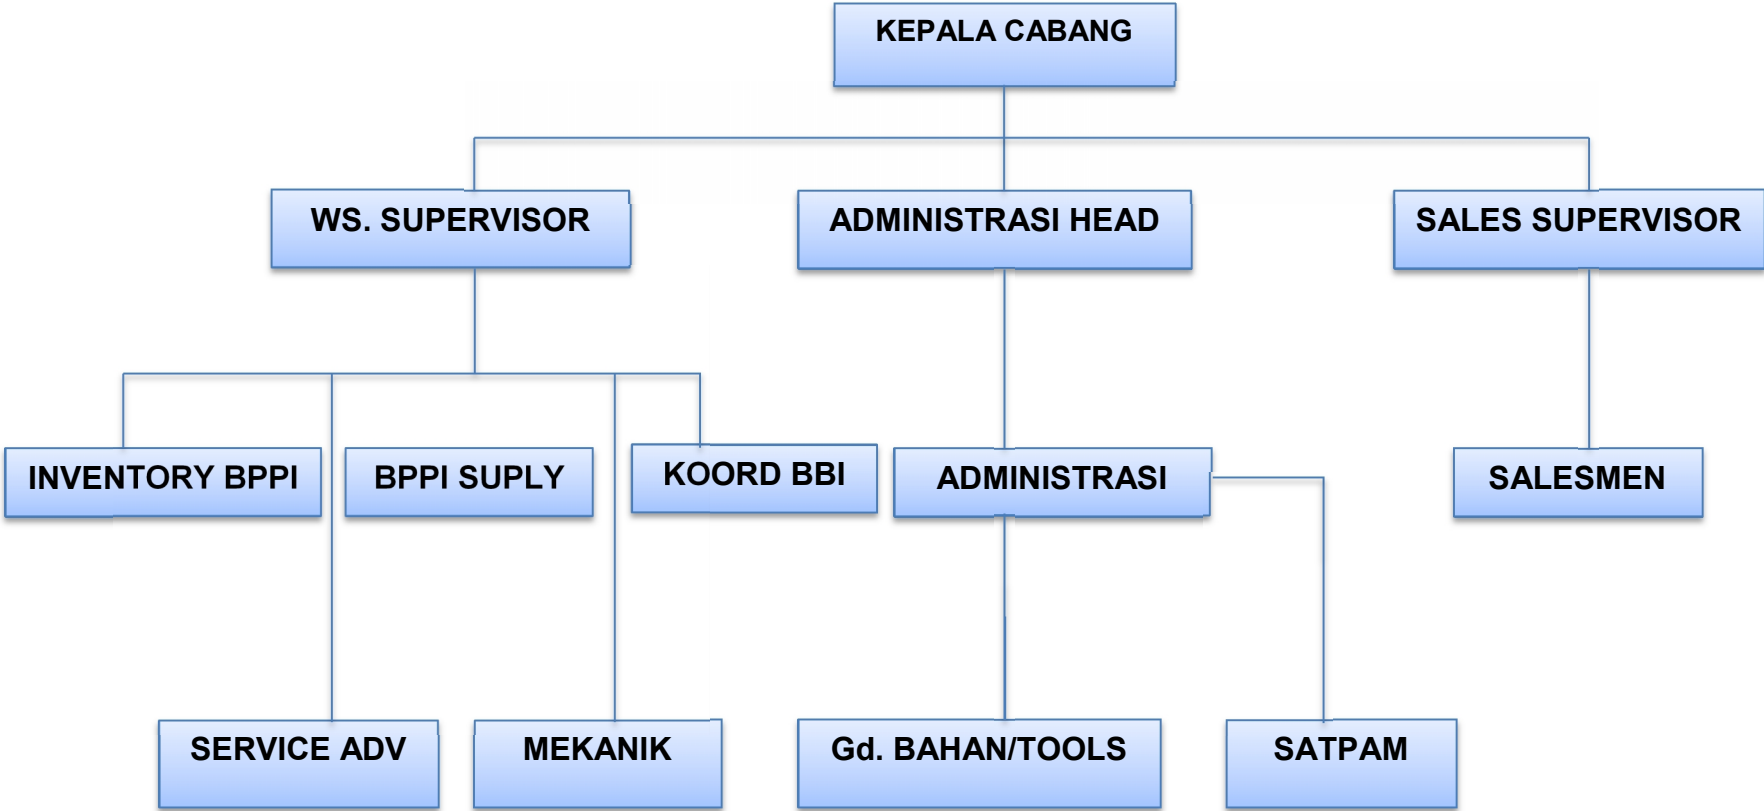 KEPALA CABANG
WS. SUPERVISOR
ADMINISTRASI HEAD
SALES SUPERVISOR
INVENTORY BPPI
BPPI SUPLY
KOORD BBI
ADMINISTRASI
SALESMEN
SERVICE ADV
MEKANIK
Gd. BAHAN/TOOLS
SATPAM